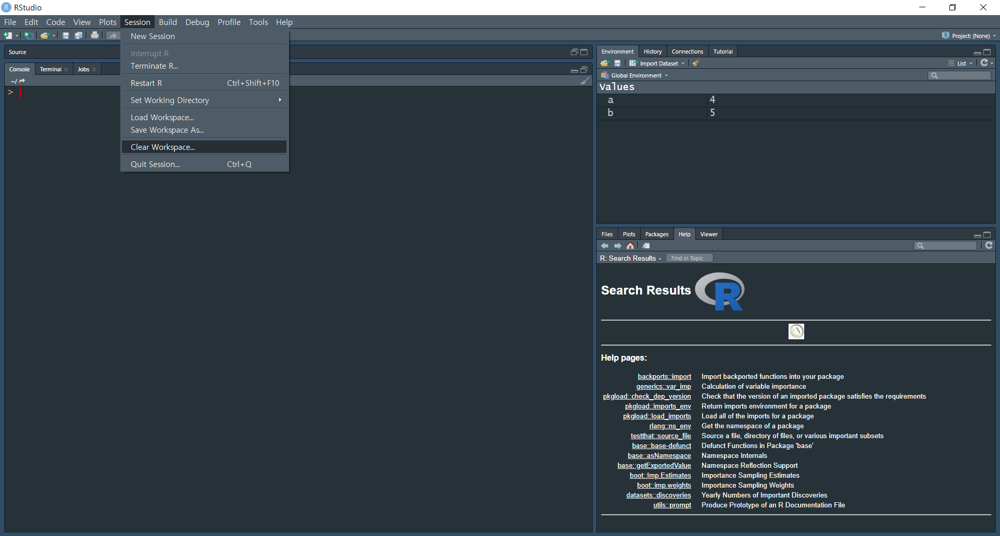 RStudio
File Edit Code View Plots Session Build Debug Profile Tools Help
Project: (None)
New Session
Interrupt R
Terminate R...
Restart R Ctrl+Shift+F10
Set Working Directory
Load Workspace...
Save Workspace As...
Clear Workspace...
Quit Session... Ctrl+Q
Source
Console Terminal Jobs
~/
>
Environment History Connections Tutorial
Import Dataset List
Global Environment
Values
a 4
b 5
Files Plots Packages Help Viewer
R: Search Results Find in Topic
Search Results R
Help pages:
backports::import Import backported functions into your package
generics::var_imp Calculation of variable importance
pkgload::check_dep_version Check that the version of an imported package satisfies the requirements
pkgload::imports_env Return imports environment for a package
pkgload::load_imports Load all of the imports for a package
rlang::ns_env Get the namespace of a package
testthat::source_file Source a file, directory of files, or various important subsets
base::base-defunct Defunct Functions in Package 'base'
base::asNamespace Namespace Internals
base::getExportedValue Namespace Reflection Support
boot::Imp.Estimates Importance Sampling Estimates
boot::imp.weights Importance Sampling Weights
datasets::discoveries Yearly Numbers of Important Discoveries
utils::prompt Produce Prototype of an R Documentation File